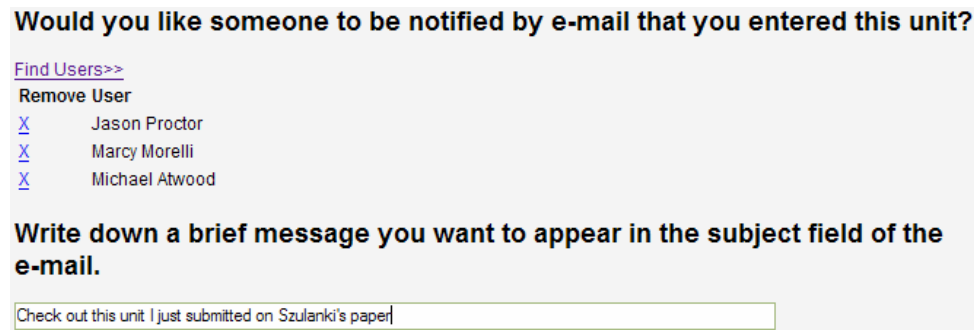 Would you like someone to be notified by e-mail that you entered this unit?
Find Users>>
Remove User
X Jason Proctor
X Marcy Morelli
X Michael Atwood
Write down a brief message you want to appear in the subject field of the
e-mail.
Check out this unit I just submitted on Szulanki's paper